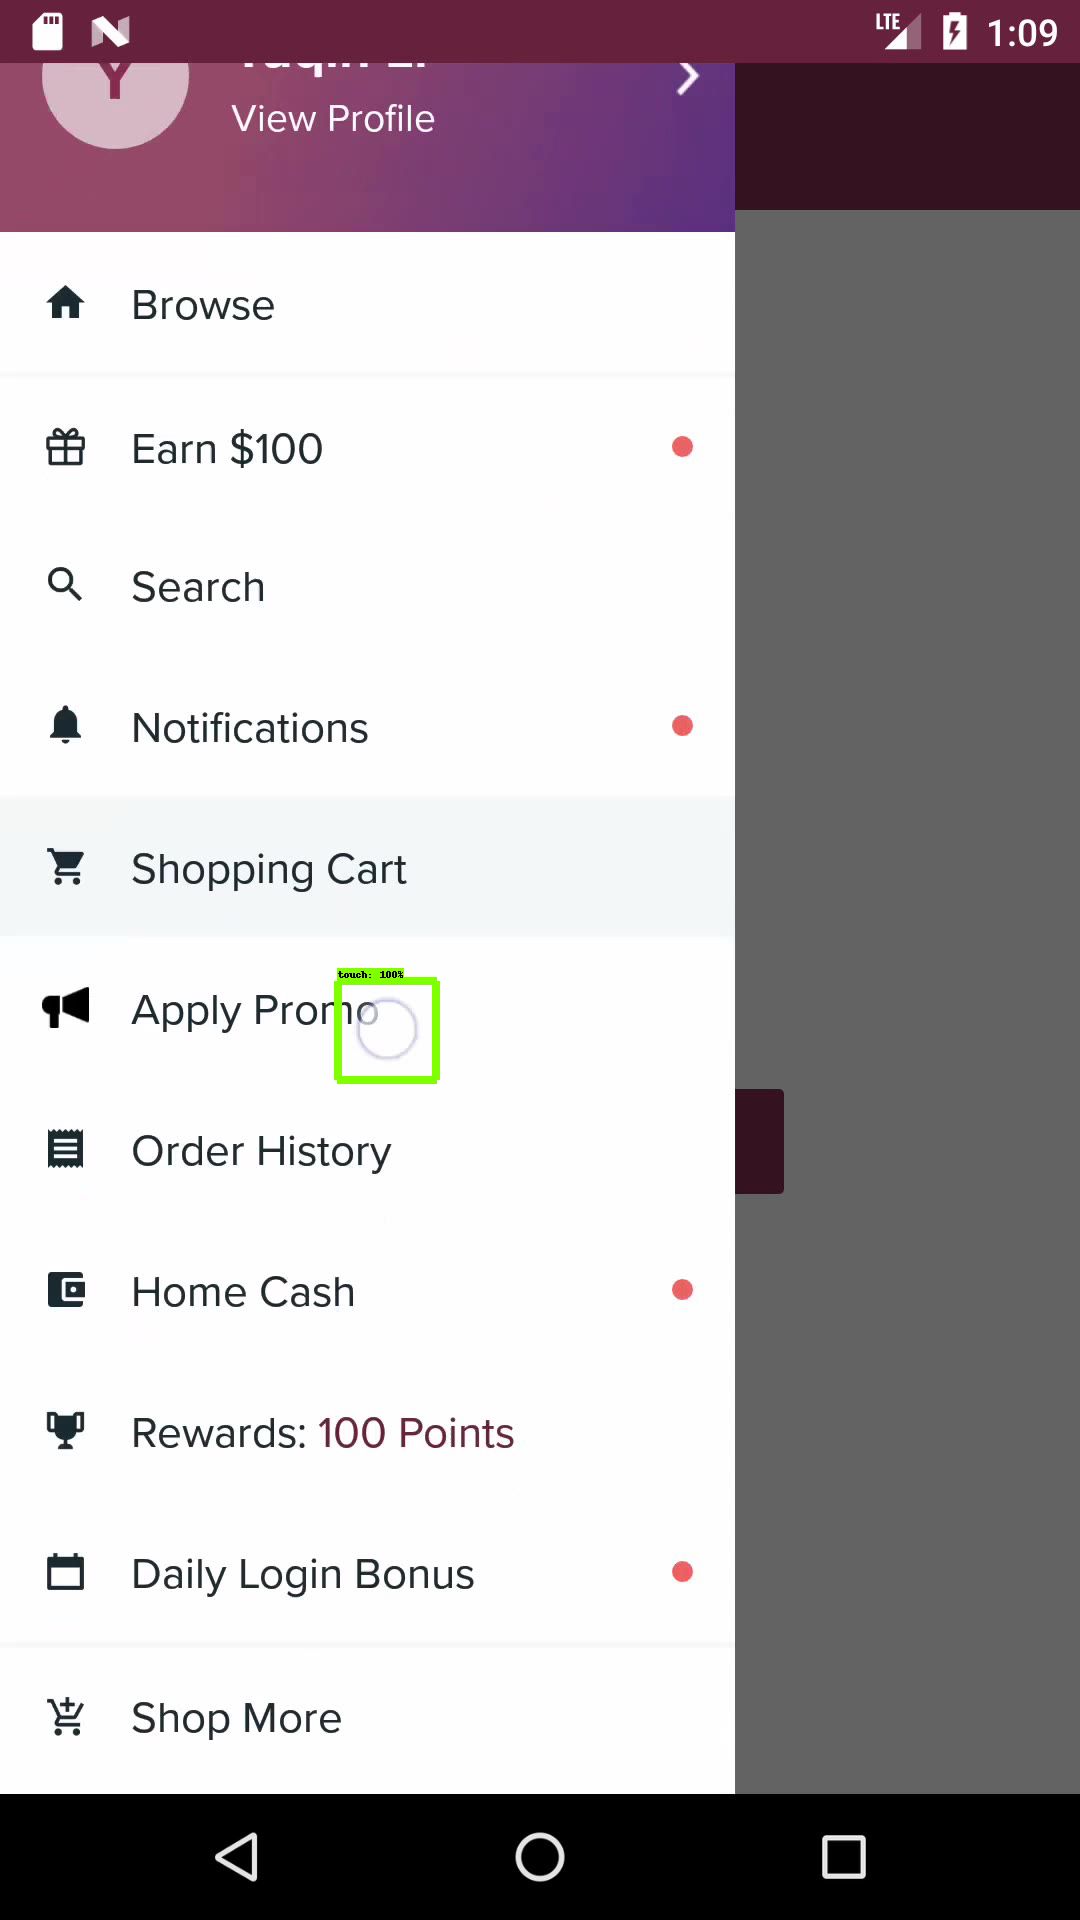 LTE 1:09
View Profile
Browse
Earn $100
Search
Notifications
Shopping Cart
touch: 100%
Apply Promo
Order History
Home Cash
Rewards: 100 Points
Daily Login Bonus
Shop More